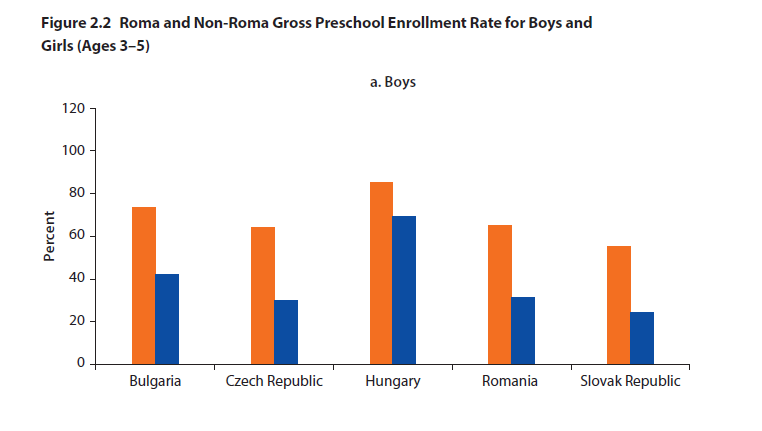 Figure 2.2 Roma and Non-Roma Gross Preschool Enrollment Rate for Boys and
Girls (Ages 3–5)
a. Boys
120
100
80
60
40
20
0
Percent
Bulgaria
Czech Republic
Hungary
Romania
Slovak Republic